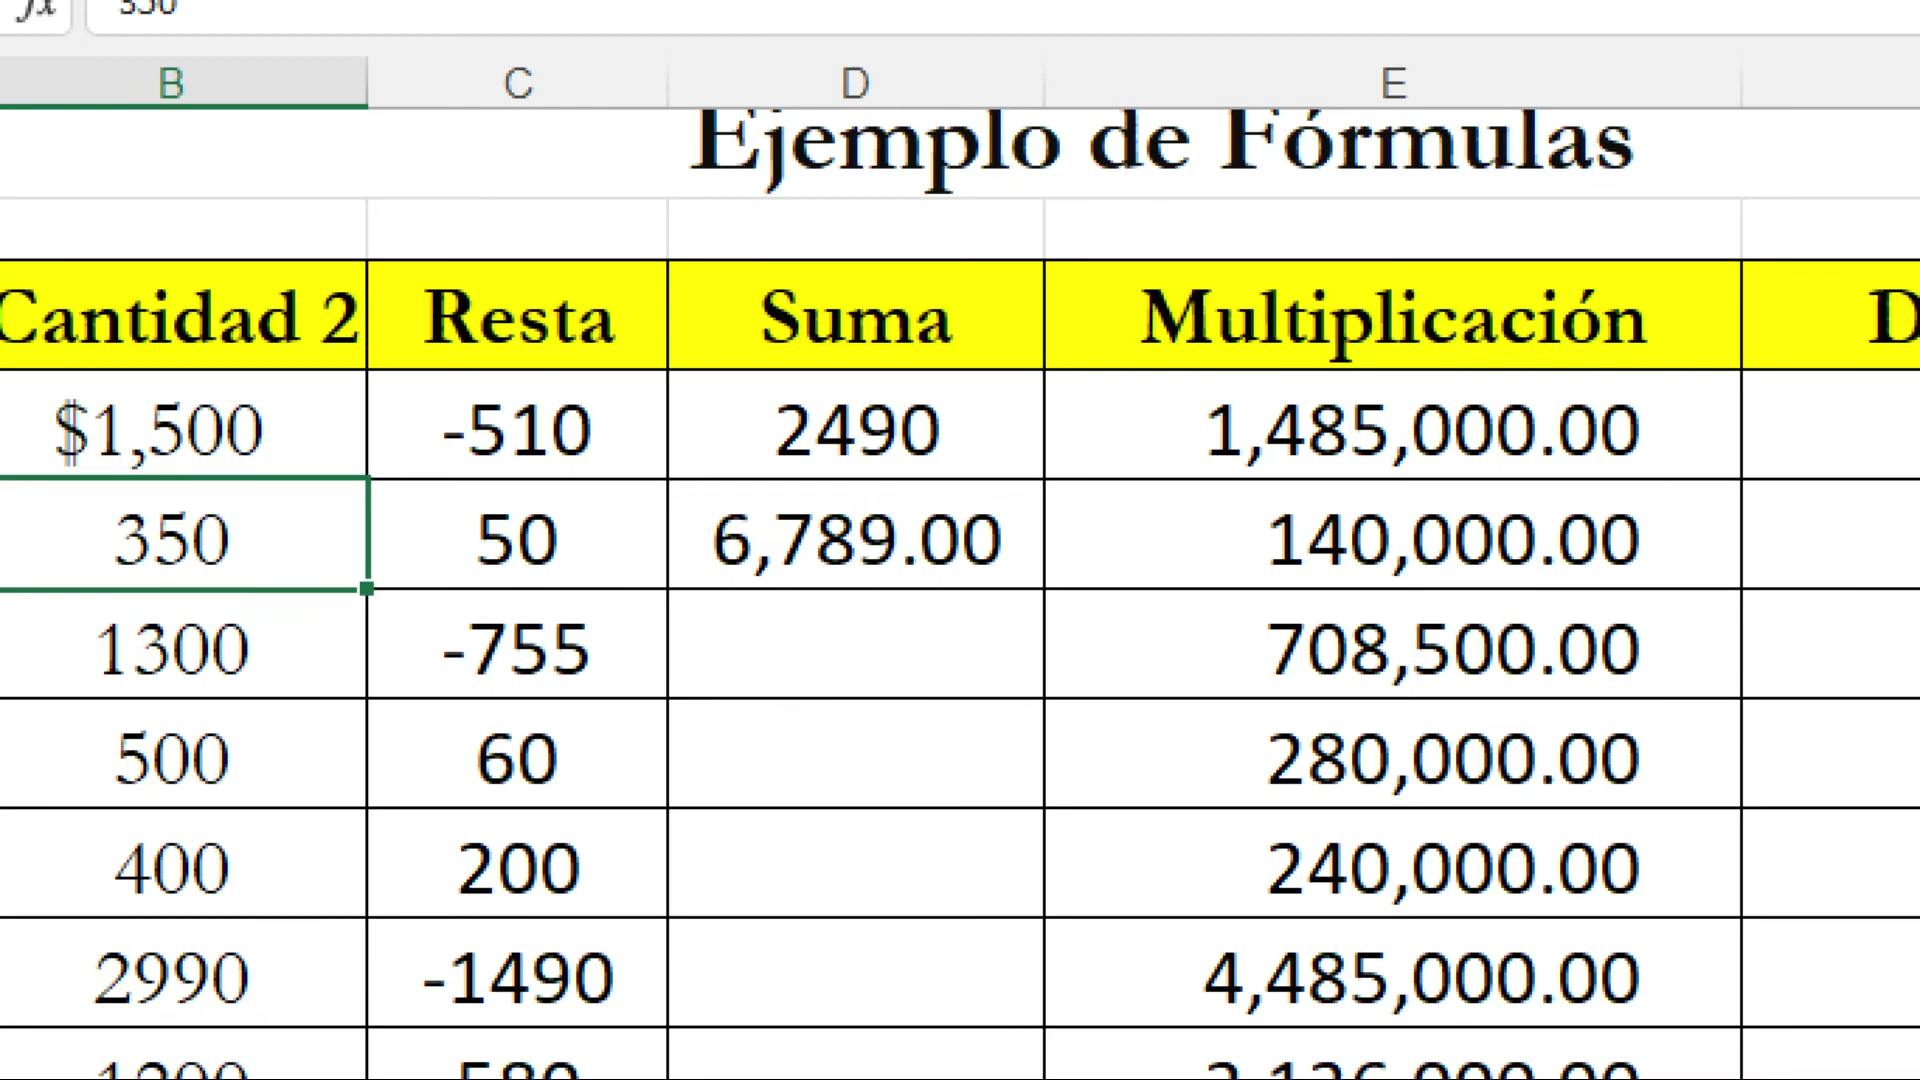 fx 350
B C D E
Ejemplo de Fórmulas
Cantidad 2 Resta Suma Multiplicación D
$1,500 -510 2490 1,485,000.00
350 50 6,789.00 140,000.00
1300 -755 708,500.00
500 60 280,000.00
400 200 240,000.00
2990 -1490 4,485,000.00